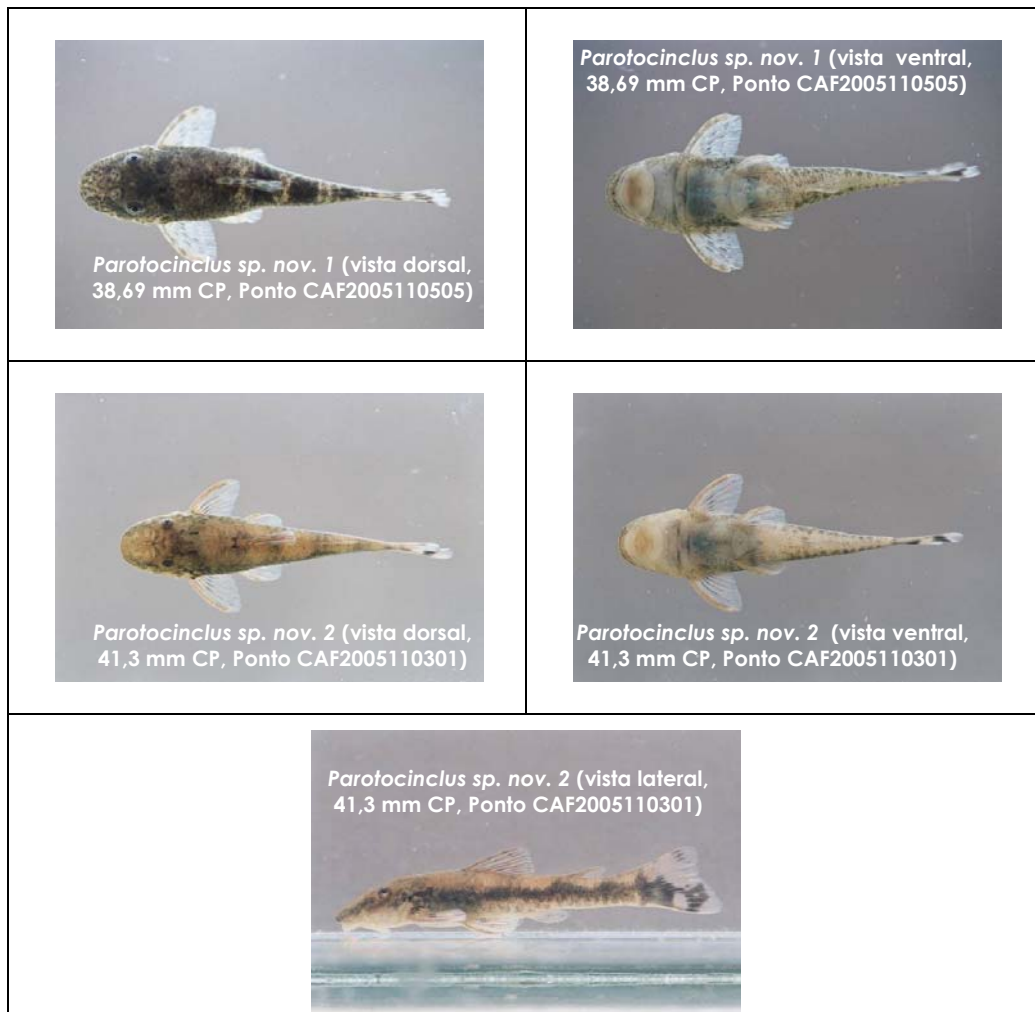 Parotocinclus sp. nov. 1 (vista dorsal,
38,69 mm CP, Ponto CAF2005110505)
Parotocinclus sp. nov. 1 (vista ventral,
38,69 mm CP, Ponto CAF2005110505)
Parotocinclus sp. nov. 2 (vista dorsal,
41,3 mm CP, Ponto CAF2005110301)
Parotocinclus sp. nov. 2 (vista ventral,
41,3 mm CP, Ponto CAF2005110301)
Parotocinclus sp. nov. 2 (vista lateral,
41,3 mm CP, Ponto CAF2005110301)